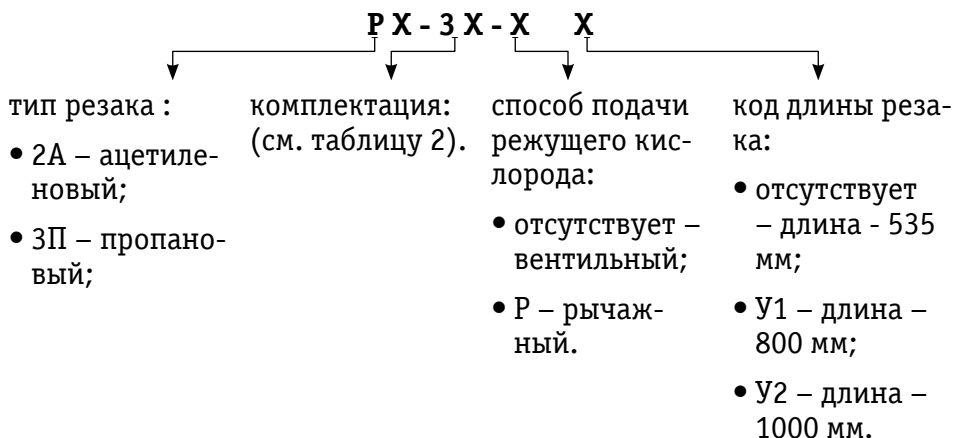 Р Х - 3 Х - Х Х
тип резака :
• 2А – ацетиле-
новый;
• 3П – пропано-
вый;
комплектация:
(см. таблицу 2).
способ подачи
режущего кис-
лорода:
• отсутствует –
вентильный;
• Р – рычаж-
ный.
код длины реза-
ка:
• отсутствует
– длина - 535
мм;
• У1 – длина –
800 мм;
• У2 – длина –
1000 мм.